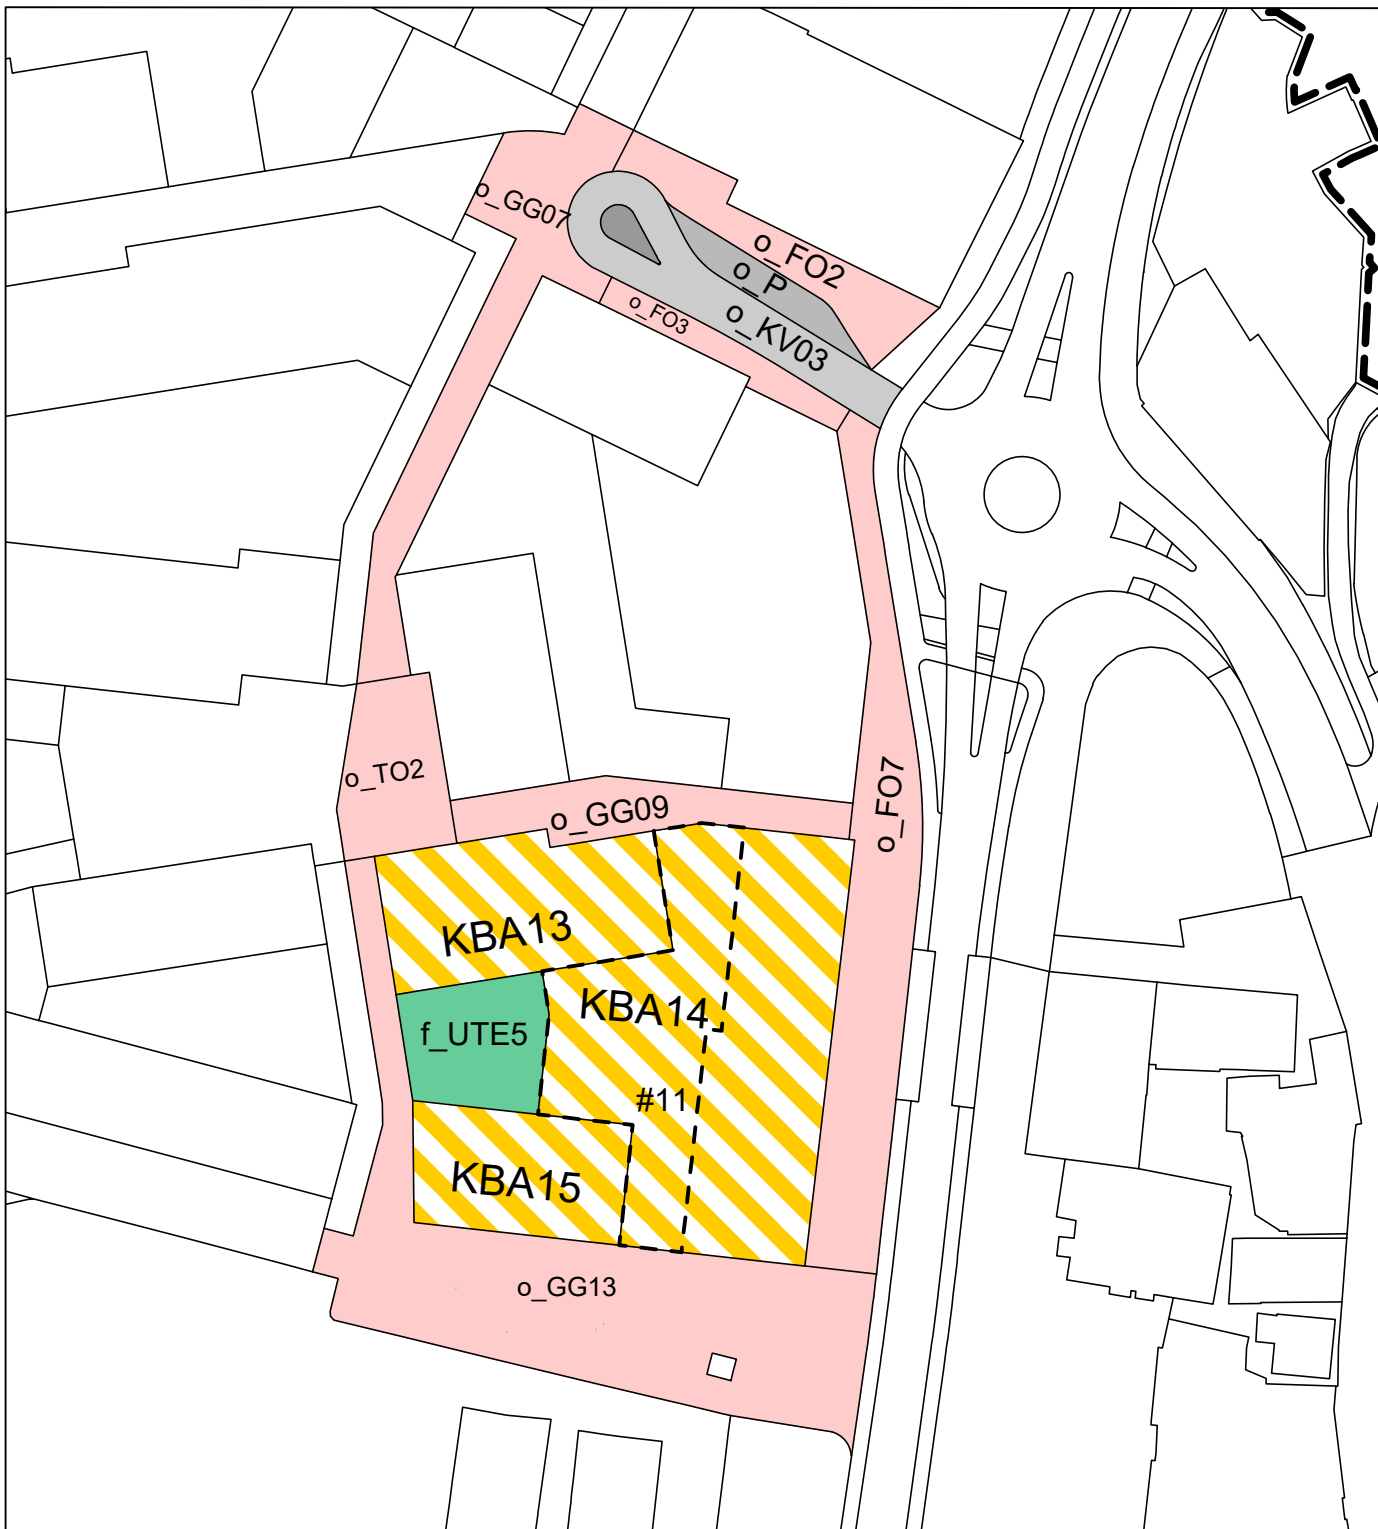 o_GG07
o_FO2
o_P
o_FO3
o_KV03
o_TO2
o_FO7
o_GG09
KBA13
KBA14
f_UTE5
#11
KBA15
o_GG13